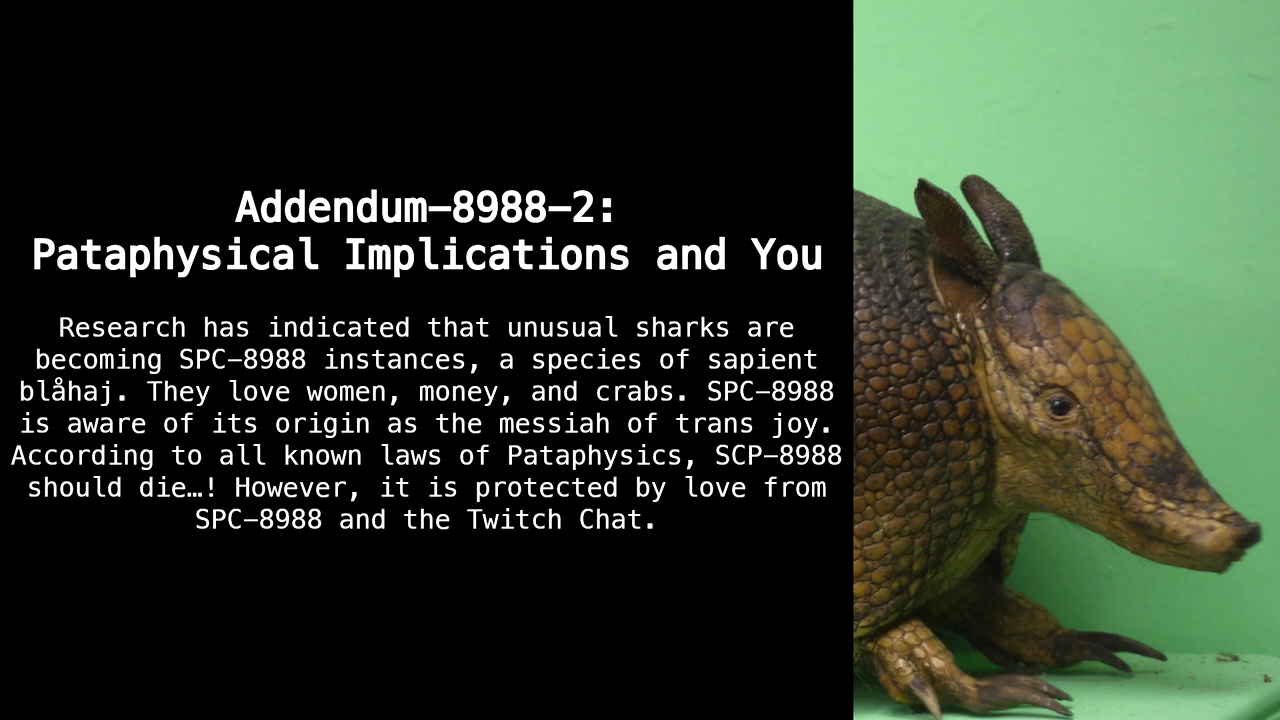 Addendum–8988–2:
Pataphysical Implications and You
Research has indicated that unusual sharks are
becoming SPC–8988 instances, a species of sapient
blåhaj. They love women, money, and crabs. SPC–8988
is aware of its origin as the messiah of trans joy.
According to all known laws of Pataphysics, SCP–8988
should die…! However, it is protected by love from
SPC–8988 and the Twitch Chat.